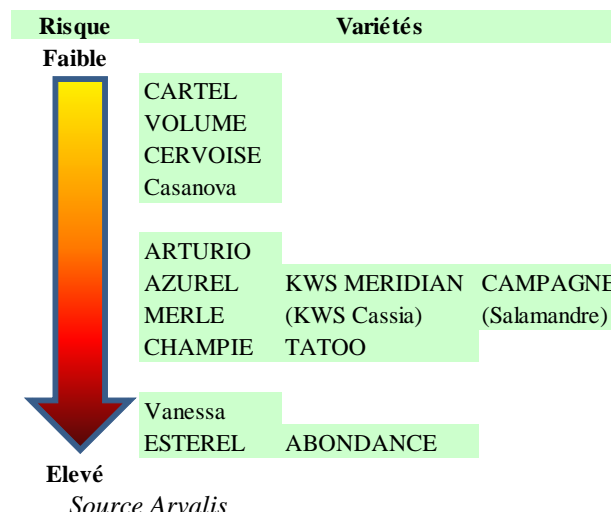 Risque Variétés
Faible
CARTEL
VOLUME
CERVOISE
Casanova
ARTURIO
AZUREL KWS MERIDIAN CAMPAGNE
MERLE (KWS Cassia) (Salamandre)
CHAMPIE TATOO
Vanessa
ESTEREL ABONDANCE
Elevé
Source Arvalis